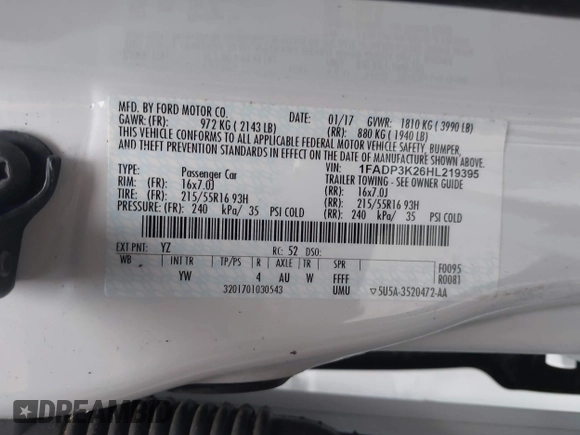 MFD. BY FORD MOTOR CO.
DATE: 01/17 GVWR: 1810 KG ( 3990 LB)
GAWR: (FR): 972 KG ( 2143 LB) (RR): 880 KG ( 1940 LB)
THIS VEHICLE CONFORMS TO ALL APPLICABLE FEDERAL MOTOR VEHICLE SAFETY, BUMPER,
AND THEFT PREVENTION STANDARDS IN EFFECT ON THE DATE OF MANUFACTURE SHOWN ABOVE.
VIN: 1FADP3K26HL219395
TYPE: Passenger Car TRAILER TOWING - SEE OWNER GUIDE
RIM: (FR): 16x7.0J (RR): 16x7.0J
TIRE: (FR): 215/55R16 93H (RR): 215/55R16 93H
PRESSURE: (FR): 240 kPa/ 35 PSI COLD (RR): 240 kPa/ 35 PSI COLD
EXT PNT: YZ RC: 52 DSO: F0095
WB INT TR TP/PS R AXLE TR SPR R0081
YW 4 AU W FFFF
3201701030543 UMU ▽5U5A-3520472-AA
DREAMBID